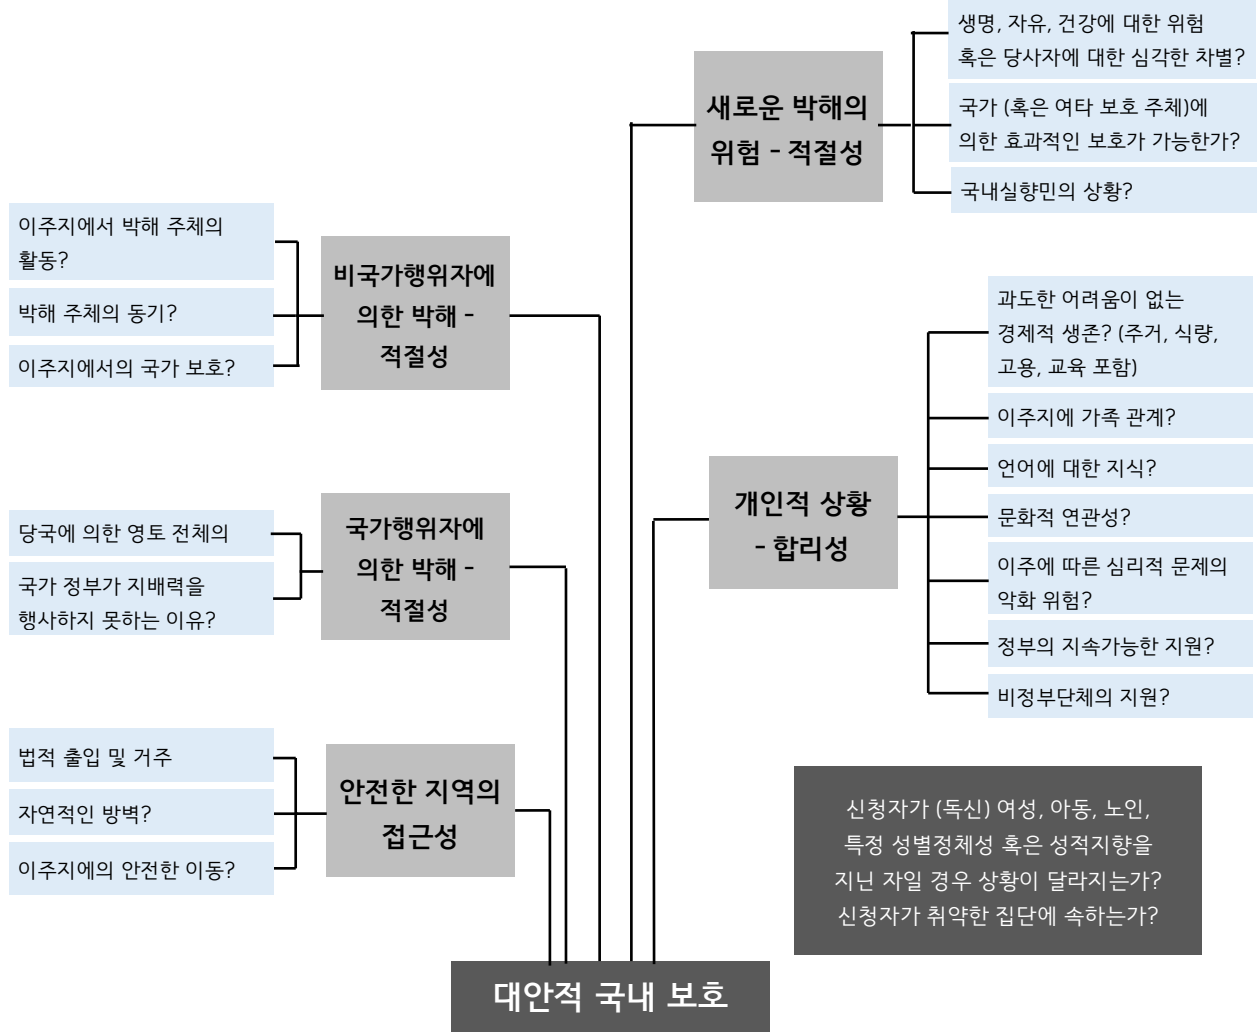 생명, 자유, 건강에 대한 위험
혹은 당사자에 대한 심각한 차별?
새로운 박해의
위험 - 적절성
국가 (혹은 여타 보호 주체)에
의한 효과적인 보호가 가능한가?
국내실향민의 상황?
이주지에서 박해 주체의
활동?
박해 주체의 동기?
이주지에서의 국가 보호?
비국가행위자에
의한 박해 -
적절성
과도한 어려움이 없는
경제적 생존? (주거, 식량,
고용, 교육 포함)
이주지에 가족 관계?
언어에 대한 지식?
문화적 연관성?
이주에 따른 심리적 문제의
악화 위험?
정부의 지속가능한 지원?
비정부단체의 지원?
개인적 상황
- 합리성
당국에 의한 영토 전체의
국가 정부가 지배력을
행사하지 못하는 이유?
국가행위자에
의한 박해 -
적절성
법적 출입 및 거주
자연적인 방벽?
이주지에의 안전한 이동?
안전한 지역의
접근성
신청자가 (독신) 여성, 아동, 노인,
특정 성별정체성 혹은 성적지향을
지닌 자일 경우 상황이 달라지는가?
신청자가 취약한 집단에 속하는가?
대안적 국내 보호